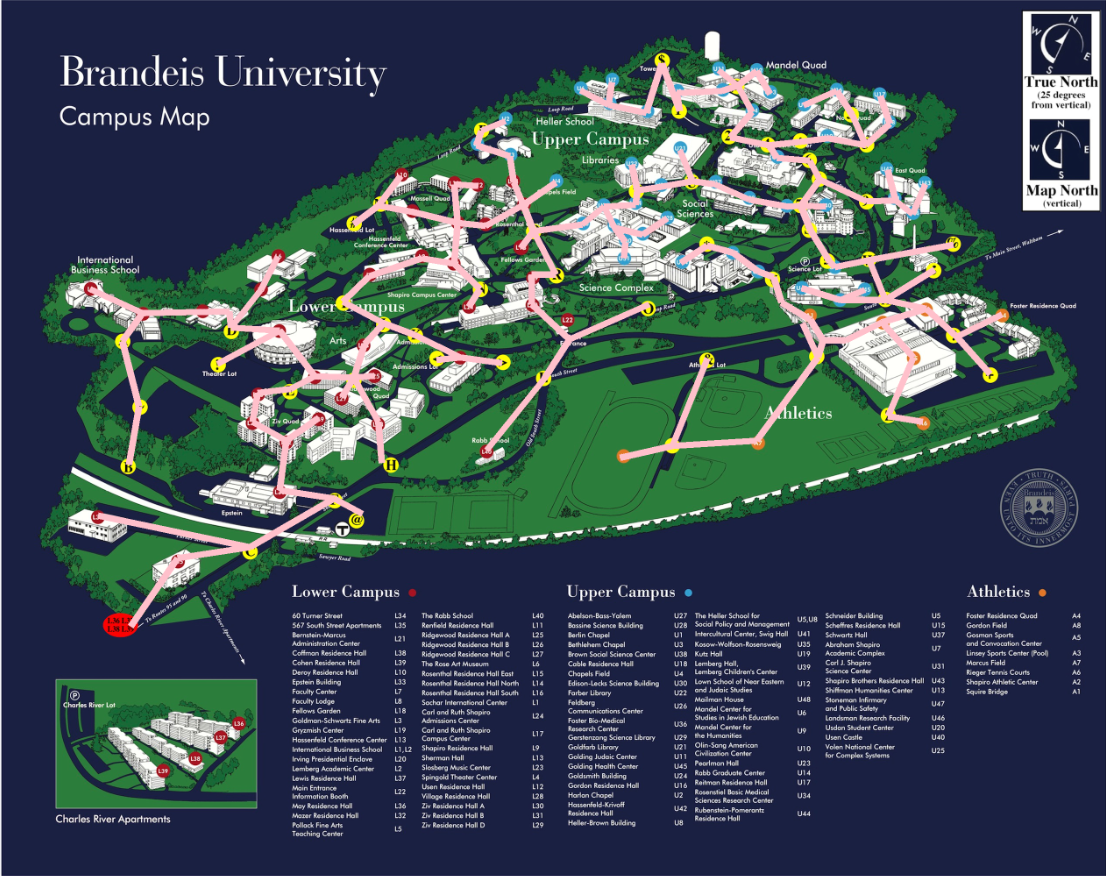 Brandeis University
Campus Map
N
W
E
S
True North
(25 degrees
from vertical)
N
W
E
S
Map North
(vertical)
Mandel Quad
Loop Road
Heller School
Upper Campus
Libraries
East Quad
Social
Sciences
Massell Quad
Hassenfeld
Conference Center
Fellows Garden
Science Complex
P
Science Lot
To Main Street, Waltham
International
Business School
Shapiro Campus Center
Foster Residence Quad
L22
Arts
Theater Lot
Admissions Lot
Ziv Quad
Athletics
Old South Street
H
B
Epstein
T
@
C
Sawyer Road
To Routes 95 and 90
To Charles River Apartments
Brandeis
P
Charles River Lot
L36
L37
L38
L39
Charles River Apartments
Lower Campus
60 Turner Street L34
567 South Street Apartments L35
Bernstein-Marcus
Administration Center L21
Coffman Residence Hall L38
Cohen Residence Hall L39
Deroy Residence Hall L10
Epstein Building L33
Faculty Center L7
Faculty Lodge L8
Fellows Garden L18
Goldman-Schwartz Fine Arts L3
Gryzmish Center L19
Hassenfeld Conference Center L13
International Business School L1, L2
Irving Presidential Enclave L20
Lemberg Academic Center L2
Lewis Residence Hall L37
Main Entrance
Information Booth L22
May Residence Hall L36
Mazer Residence Hall L32
Pollack Fine Arts
Teaching Center L5
The Rabb School L40
Renfield Residence Hall L11
Ridgewood Residence Hall A L25
Ridgewood Residence Hall B L26
Ridgewood Residence Hall C L27
The Rose Art Museum L6
Rosenthal Residence Hall East L15
Rosenthal Residence Hall North L14
Rosenthal Residence Hall South L16
Sachar International Center L1
Carl and Ruth Shapiro
Admissions Center L24
Carl and Ruth Shapiro
Campus Center L17
Shapiro Residence Hall L9
Sherman Hall L13
Slosberg Music Center L23
Spingold Theater Center L4
Usen Residence Hall L12
Village Residence Hall L28
Ziv Residence Hall A L30
Ziv Residence Hall B L31
Ziv Residence Hall D L29
Upper Campus
Abelson-Bass-Yalem U27
Bassine Science Building U28
Berlin Chapel U1
Bethlehem Chapel U3
Brown Social Science Center U38
Cable Residence Hall U18
Chapels Field U4
Edison-Lecks Science Building U30
Farber Library U22
Feldberg
Communications Center U26
Foster Bio-Medical
Research Center U36
Gerstenzang Science Library U29
Goldfarb Library U21
Golding Judaic Center U11
Golding Health Center U45
Goldsmith Building U24
Gordon Residence Hall U16
Harlan Chapel U2
Hassenfeld-Krivoff
Residence Hall U42
Heller-Brown Building U8
The Heller School for
Social Policy and Management U5,U8
Intercultural Center, Swig Hall U41
Kosow-Wolfson-Rosensweig U35
Kutz Hall U19
Lemberg Hall,
Lemberg Children's Center U39
Lown School of Near Eastern
and Judaic Studies U12
Mailman House U48
Mandel Center for
Studies in Jewish Education U6
Mandel Center for
the Humanities U9
Olin-Sang American
Civilization Center U10
Pearlman Hall U23
Rabb Graduate Center U14
Reitman Residence Hall U17
Rosenstiel Basic Medical
Sciences Research Center U34
Rubenstein-Pomerantz
Residence Hall U44
Schneider Building U5
Scheffres Residence Hall U15
Schwartz Hall U37
Abraham Shapiro
Academic Complex U7
Carl J. Shapiro
Science Center U31
Shapiro Brothers Residence Hall U43
Shiffman Humanities Center U13
Stoneman Infirmary
and Public Safety U47
Landsman Research Facility U46
Usdan Student Center U20
Usen Castle U40
Volen National Center
for Complex Systems U25
Athletics
Foster Residence Quad A4
Gordon Field A8
Gosman Sports
and Convocation Center A5
Linsey Sports Center (Pool) A3
Marcus Field A7
Rieger Tennis Courts A6
Shapiro Athletic Center A2
Squire Bridge A1